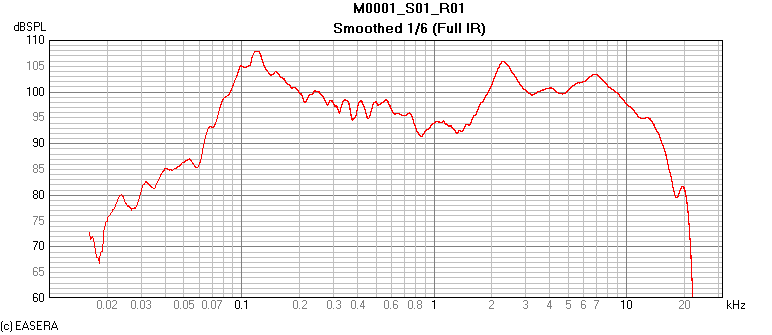 M0001_S01_R01
dBSPL
Smoothed 1/6 (Full IR)
110
105
100
95
90
85
80
75
70
65
60
0.02 0.03 0.05 0.07 0.1 0.2 0.3 0.4 0.6 0.8 1 2 3 4 5 6 7 10 20 kHz
(c) EASERA